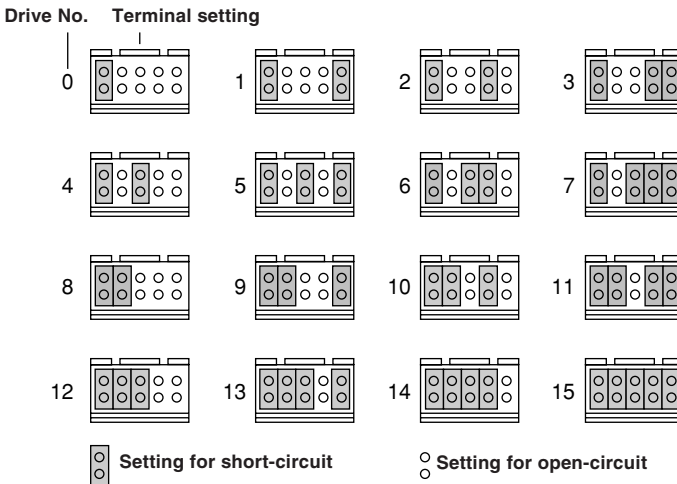 Drive No. Terminal setting
0 1 2 3
4 5 6 7
8 9 10 11
12 13 14 15
Setting for short-circuit Setting for open-circuit